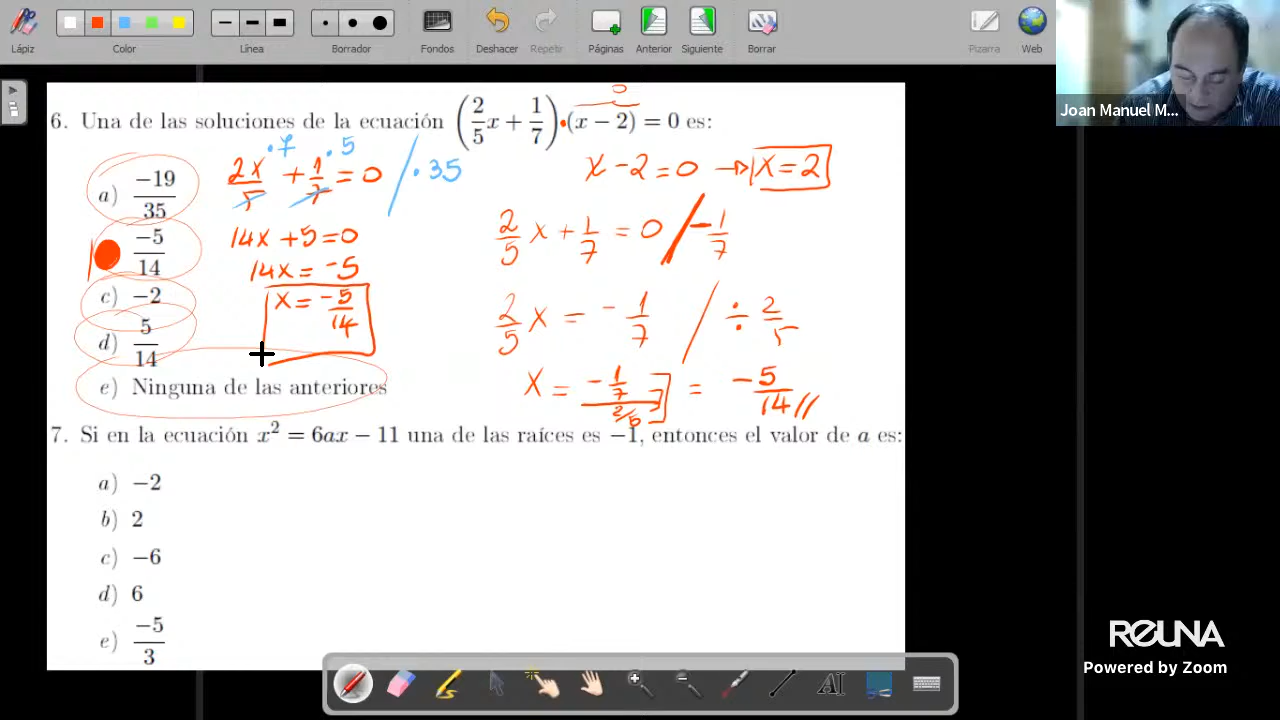 Lápiz
Color
Línea
Borrador
Fondos
Deshacer
Repetir
Páginas
Anterior
Siguiente
Borrar
Pizarra
Web
Joan Manuel M...
6. Una de las soluciones de la ecuación (2/5 x + 1/7) • (x − 2) = 0 es:
0
a) −19/35
−5/14
c) −2
d) 5/14
e) Ninguna de las anteriores
·7 ·5
2x/5 + 1/7 = 0 / ·35
14x + 5 = 0
14x = −5
x = −5/14
x − 2 = 0 → x = 2
2/5 x + 1/7 = 0 / − 1/7
2/5 x = − 1/7 / ÷ 2/5
x = (−1/7)/(2/5) = −5/14 //
7. Si en la ecuación x² = 6ax − 11 una de las raíces es −1, entonces el valor de a es:
a) −2
b) 2
c) −6
d) 6
e) −5/3
REUNA
Powered by Zoom
AI